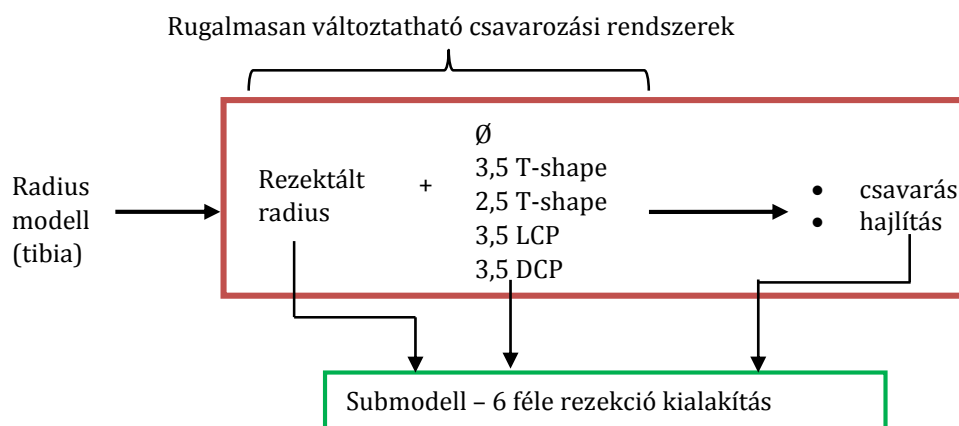 Rugalmasan változtatható csavarozási rendszerek
Radius
modell
(tibia)
Rezektált
radius
+
Ø
3,5 T-shape
2,5 T-shape
3,5 LCP
3,5 DCP
• csavarás
• hajlítás
Submodell – 6 féle rezekció kialakítás